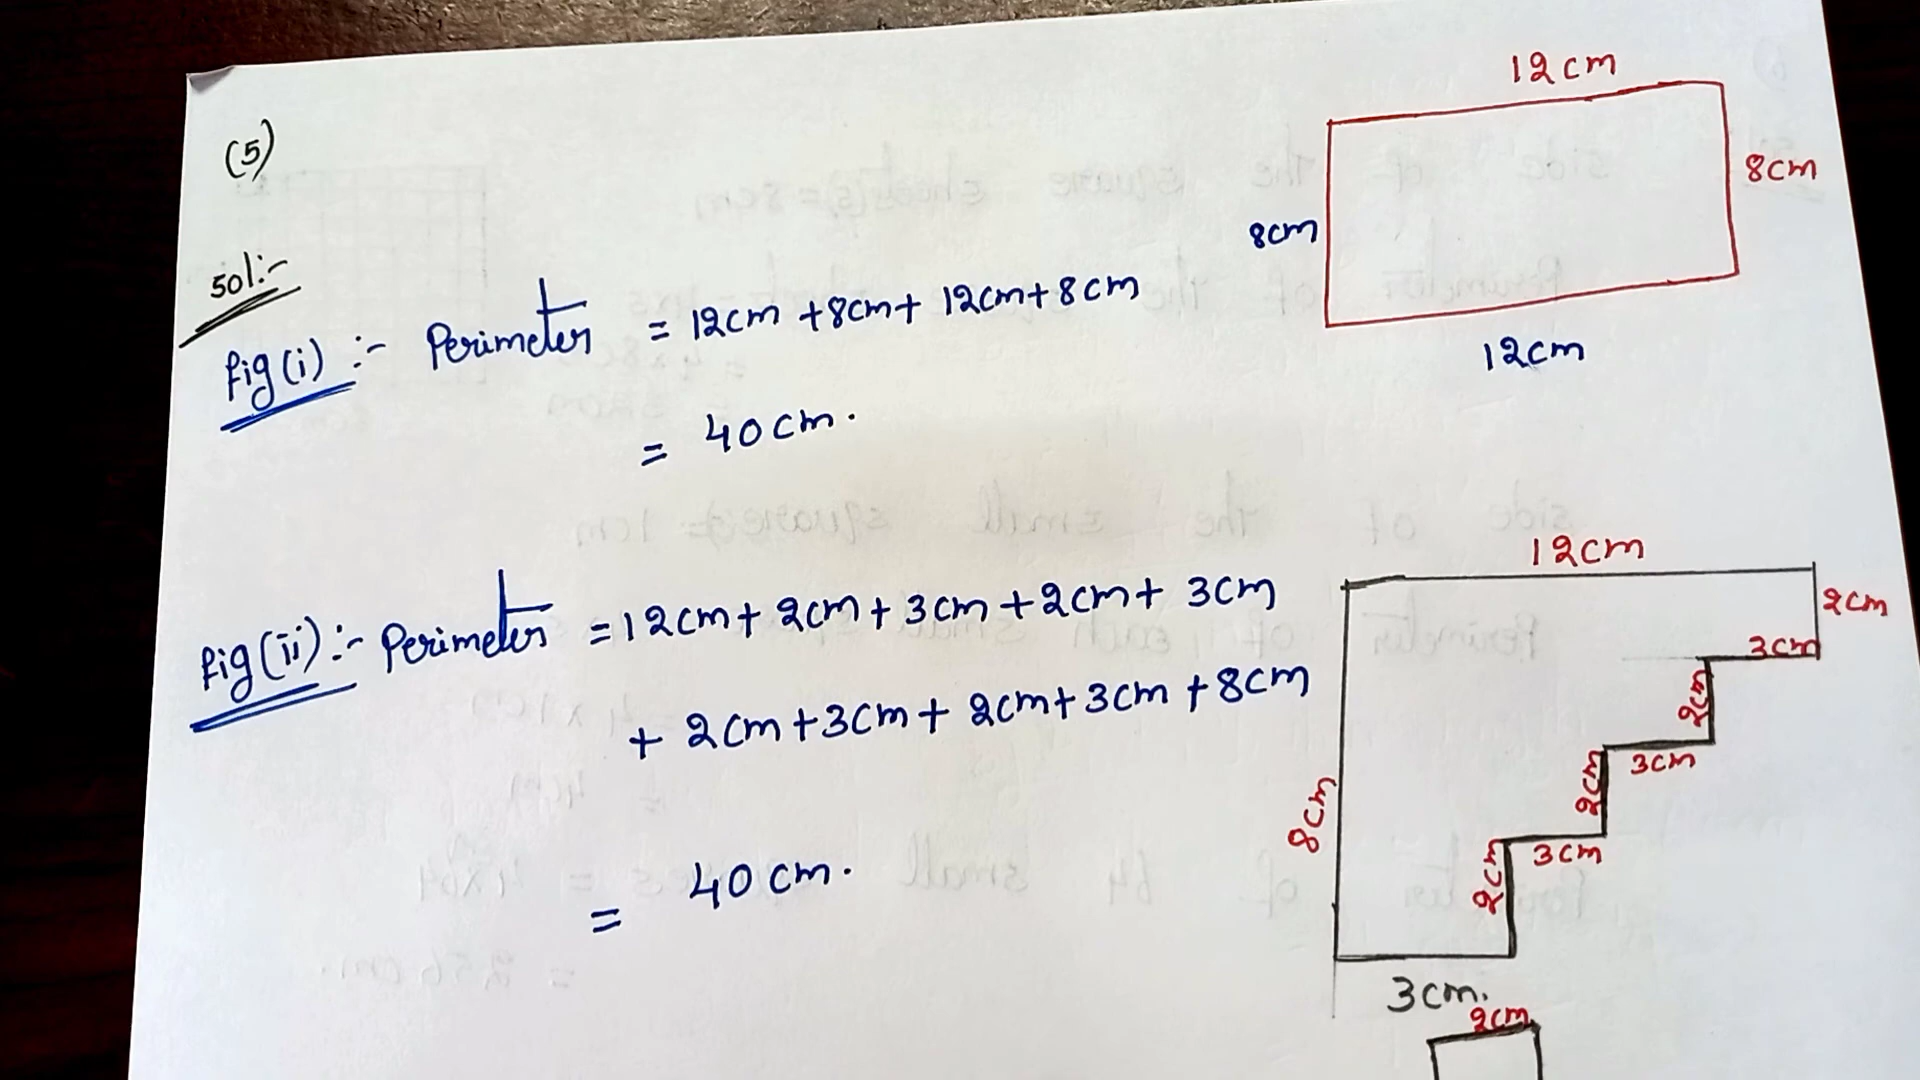 (5)
12cm
8cm
8cm
12cm
Sol:-
fig(i) :- Perimeter = 12cm + 8cm + 12cm + 8cm
= 40cm.
12cm
2cm
3cm
2cm
3cm
2cm
3cm
2cm
8cm
3cm.
fig(ii) :- Perimeter = 12cm + 2cm + 3cm + 2cm + 3cm
+ 2cm + 3cm + 2cm + 3cm + 8cm
= 40cm.
2cm